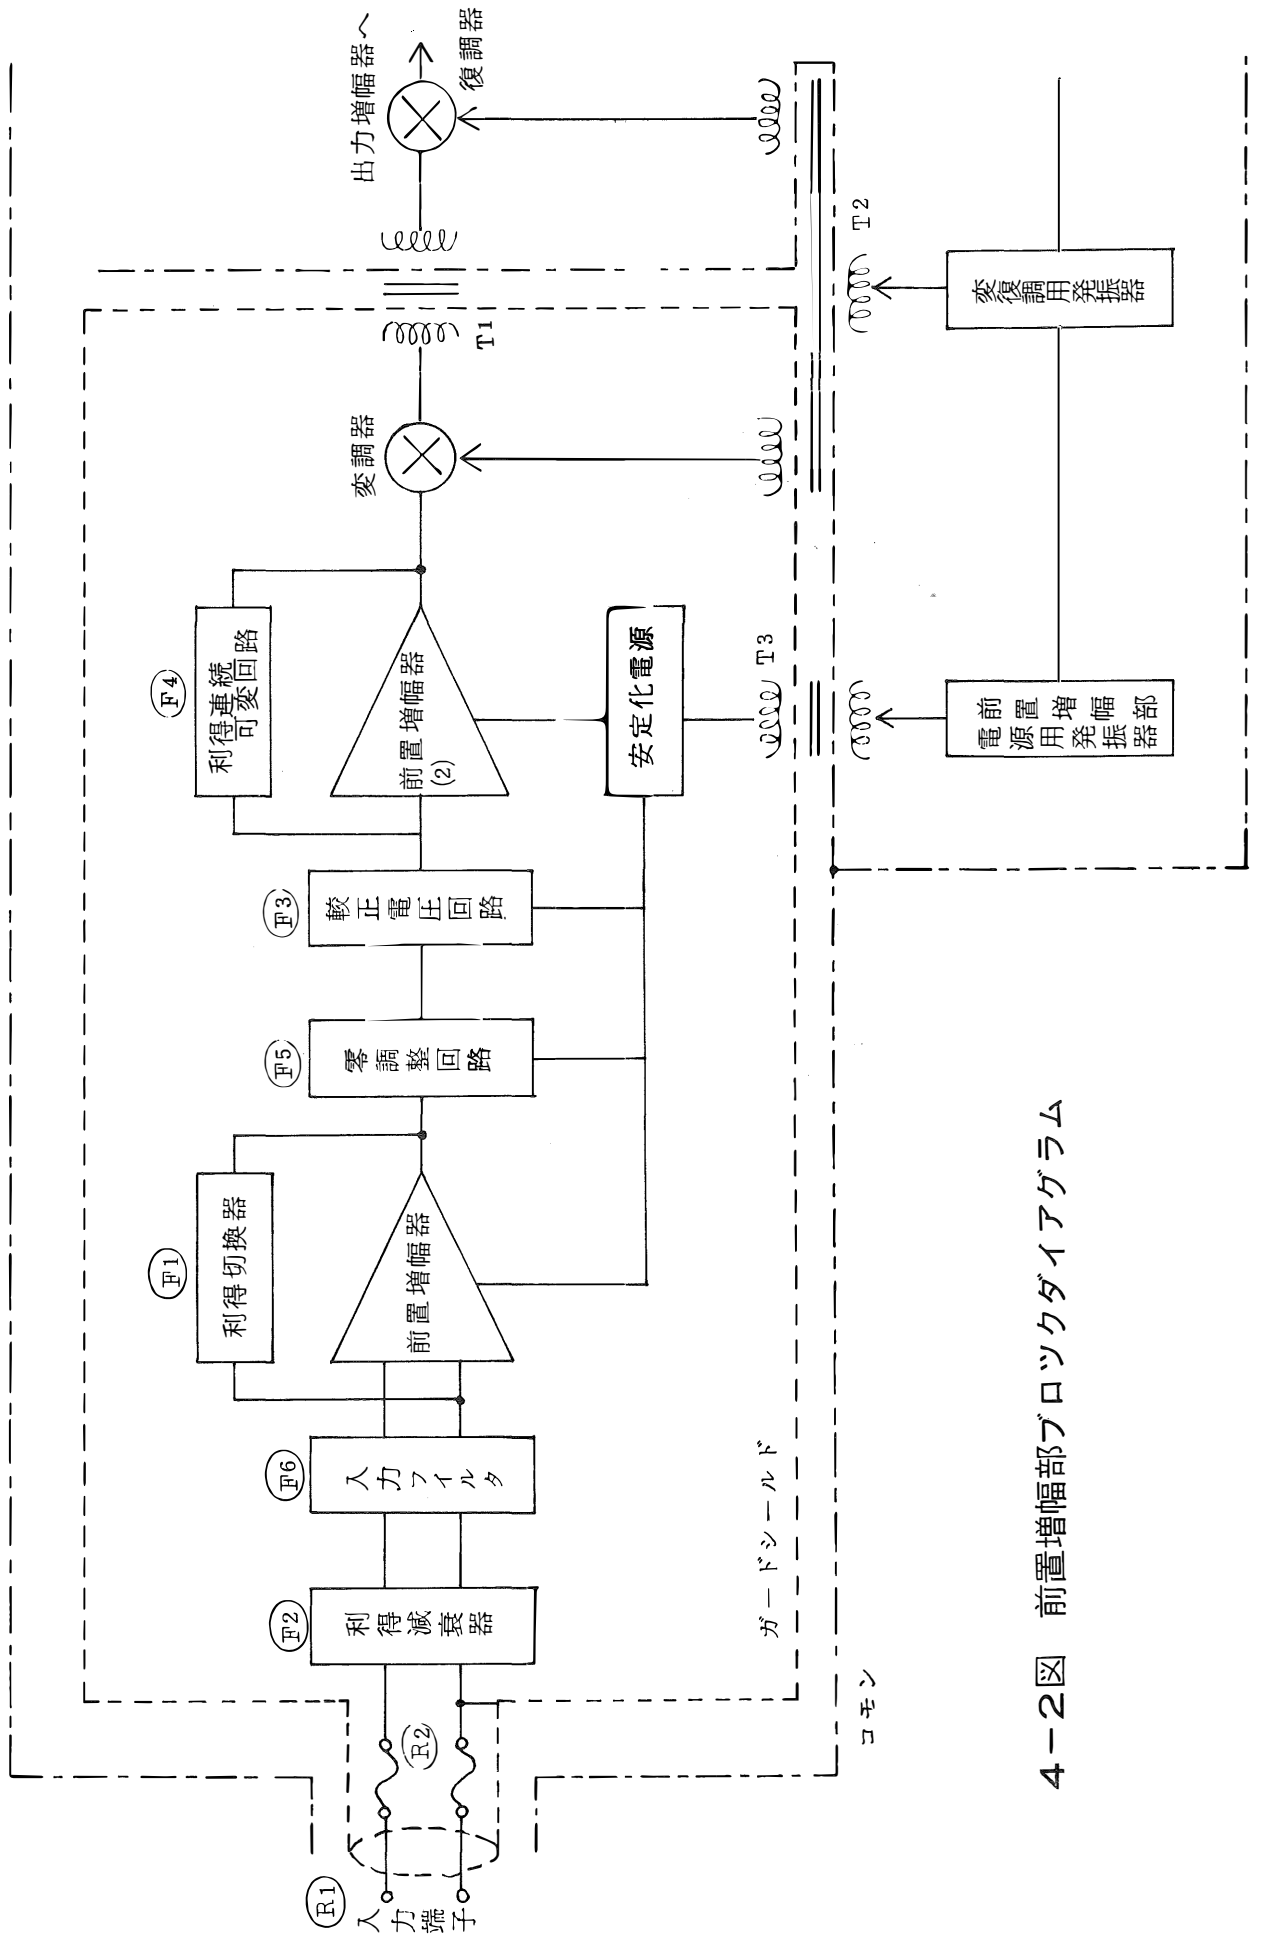 R1
入力端子
R2
F2
利得減衰器
F6
入力フィルタ
F1
利得切換器
前置増幅器
F5
零調整回路
F3
較正電圧回路
F4
利得連続
可変回路
前置増幅器
(2)
安定化電源
変調器
T1
出力増幅器へ
復調器
T2
T3
変復調用発振器
前置増幅部
電源用発振器
ガードシールド
コモン
4-2図 前置増幅部ブロツクダイアグラム